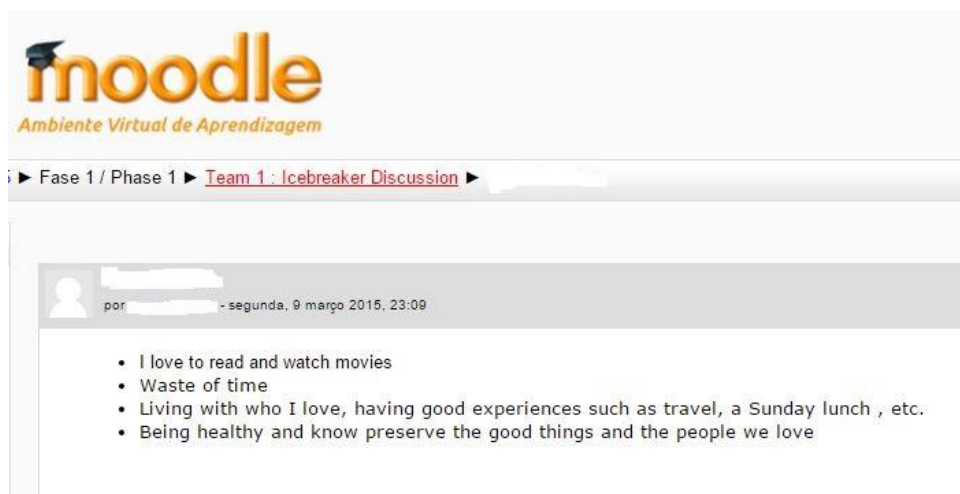 moodle
Ambiente Virtual de Aprendizagem
► Fase 1 / Phase 1 ► Team 1 : Icebreaker Discussion ►
por - segunda, 9 março 2015, 23:09
• I love to read and watch movies
• Waste of time
• Living with who I love, having good experiences such as travel, a Sunday lunch , etc.
• Being healthy and know preserve the good things and the people we love